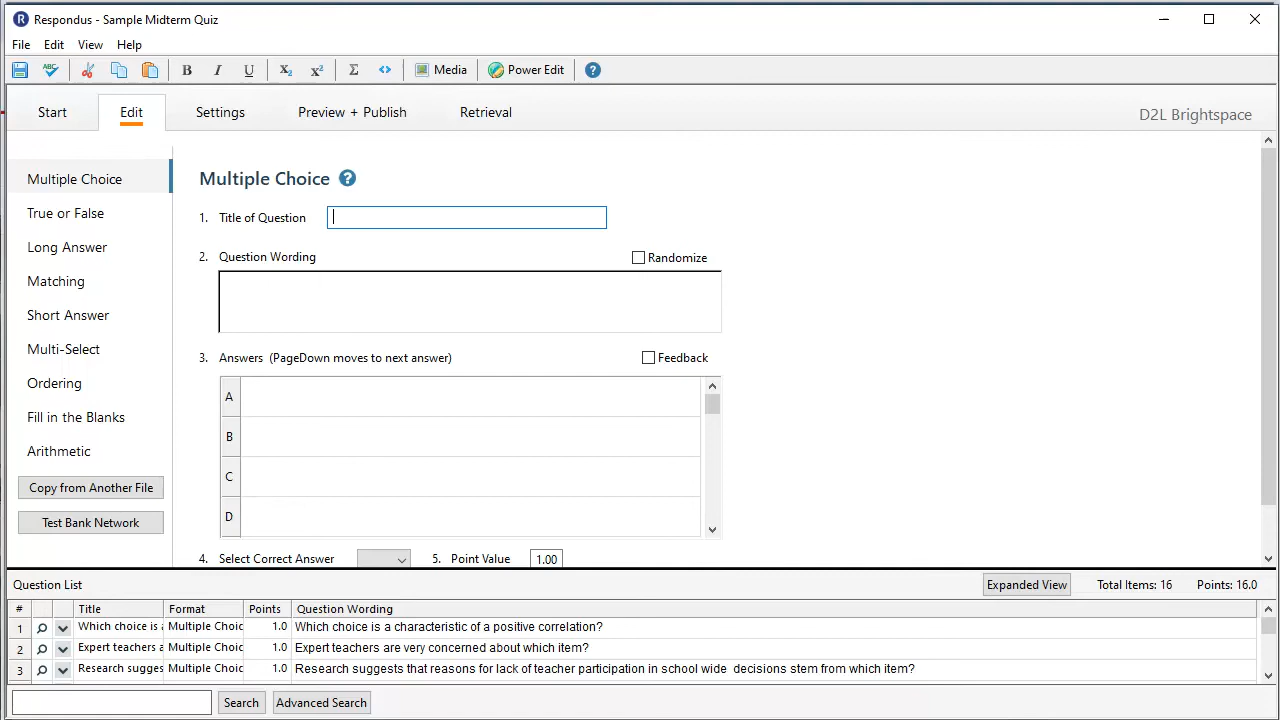 R Respondus - Sample Midterm Quiz
File Edit View Help
ABC B I U X₂ X² Σ <> Media Power Edit ?
Start Edit Settings Preview + Publish Retrieval D2L Brightspace
Multiple Choice
True or False
Long Answer
Matching
Short Answer
Multi-Select
Ordering
Fill in the Blanks
Arithmetic
Copy from Another File
Test Bank Network
Multiple Choice ?
1. Title of Question
2. Question Wording Randomize
3. Answers (PageDown moves to next answer) Feedback
A
B
C
D
4. Select Correct Answer 5. Point Value 1.00
Question List Expanded View Total Items: 16 Points: 16.0
# Title Format Points Question Wording
1 Which choice is a Multiple Choic 1.0 Which choice is a characteristic of a positive correlation?
2 Expert teachers a Multiple Choic 1.0 Expert teachers are very concerned about which item?
3 Research sugges Multiple Choic 1.0 Research suggests that reasons for lack of teacher participation in school wide decisions stem from which item?
Search Advanced Search